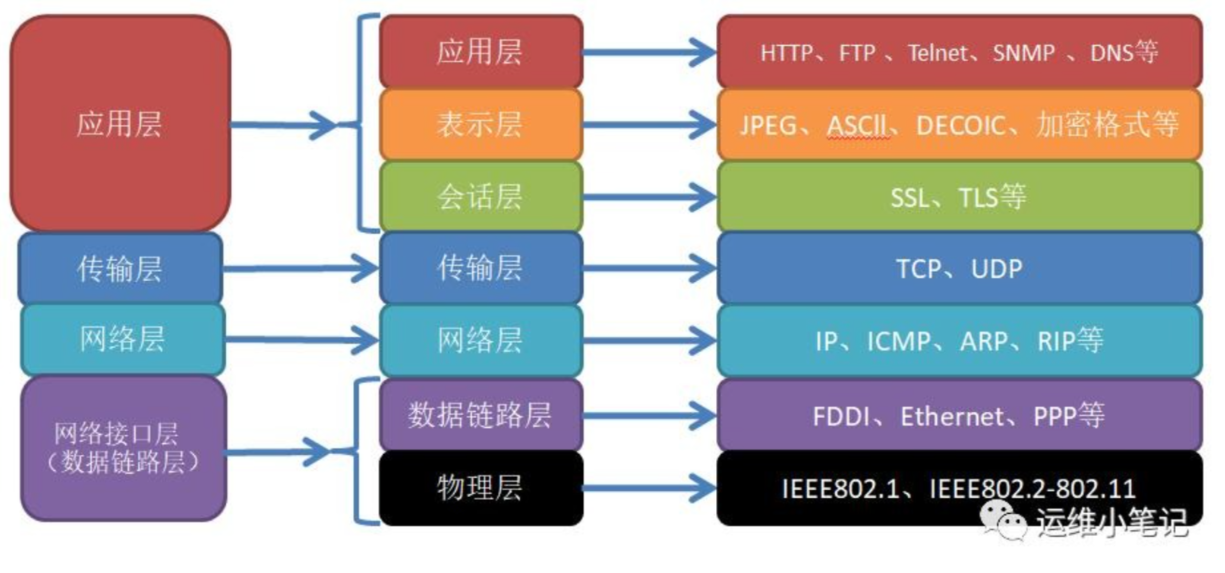 应用层
应用层
HTTP、FTP 、Telnet、SNMP 、DNS等
表示层
JPEG、ASCll、DECOIC、加密格式等
会话层
SSL、TLS等
传输层
传输层
TCP、UDP
网络层
网络层
IP、ICMP、ARP、RIP等
网络接口层
（数据链路层）
数据链路层
FDDI、Ethernet、PPP等
物理层
IEEE802.1、IEEE802.2-802.11
运维小笔记